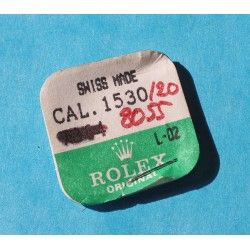 SWISS MADE
CAL. 1530/20
8055
L-02
ROLEX
ORIGINAL